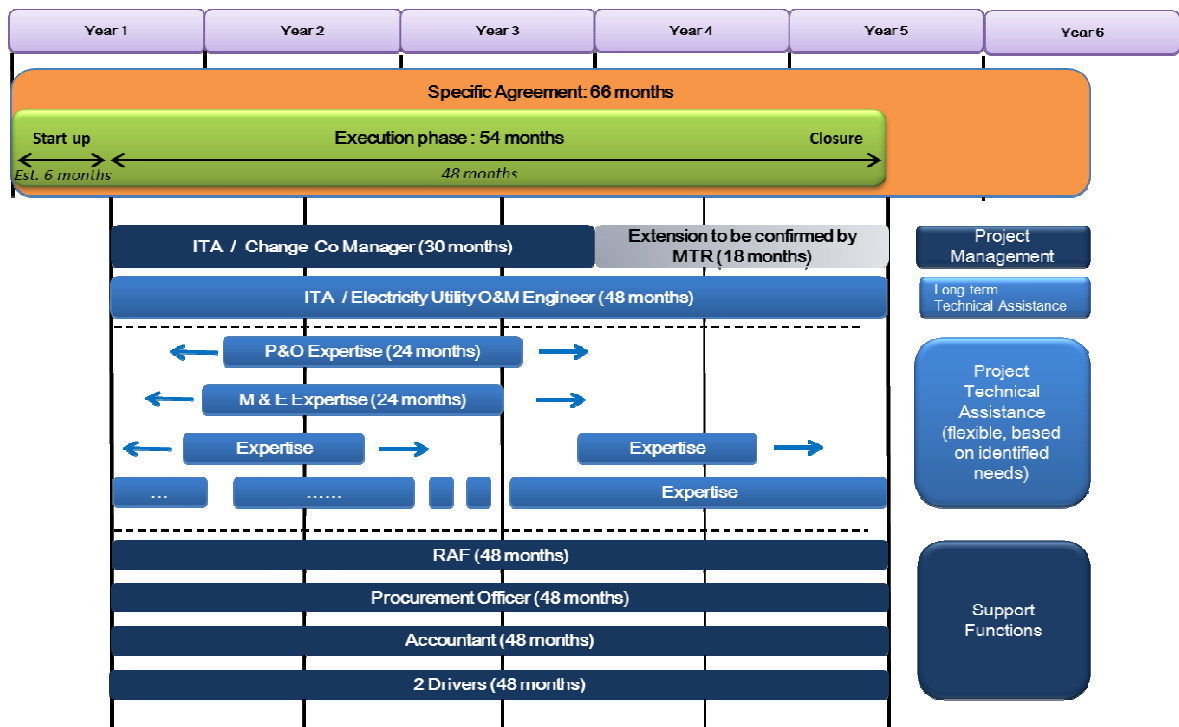 Year 1
Year 2
Year 3
Year 4
Year 5
Year 6
Specific Agreement: 66 months
Start up
Execution phase : 54 months
Closure
Est. 6 months
48 months
ITA / Change Co Manager (30 months)
Extension to be confirmed by
MTR (18 months)
Project
Management
ITA / Electricity Utility O&M Engineer (48 months)
Long term
Technical Assistance
P&O Expertise (24 months)
M & E Expertise (24 months)
Expertise
Expertise
Project
Technical
Assistance
(flexible, based
on identified
needs)
...
......
Expertise
RAF (48 months)
Procurement Officer (48 months)
Accountant (48 months)
2 Drivers (48 months)
Support
Functions